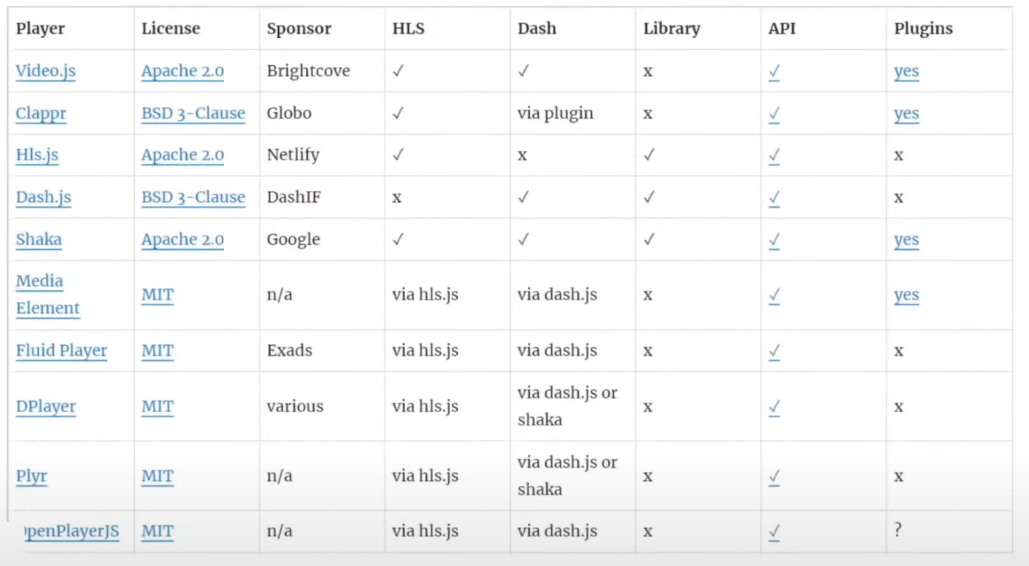 Player License Sponsor HLS Dash Library API Plugins
Video.js Apache 2.0 Brightcove ✓ ✓ x ✓ yes
Clappr BSD 3-Clause Globo ✓ via plugin x ✓ yes
Hls.js Apache 2.0 Netlify ✓ x ✓ ✓ x
Dash.js BSD 3-Clause DashIF x ✓ ✓ ✓ x
Shaka Apache 2.0 Google ✓ ✓ ✓ ✓ yes
Media
Element MIT n/a via hls.js via dash.js x ✓ yes
Fluid Player MIT Exads via hls.js via dash.js x ✓ x
DPlayer MIT various via hls.js via dash.js or
shaka x ✓ x
Plyr MIT n/a via hls.js via dash.js or
shaka x ✓ x
penPlayerJS MIT n/a via hls.js via dash.js x ✓ ?